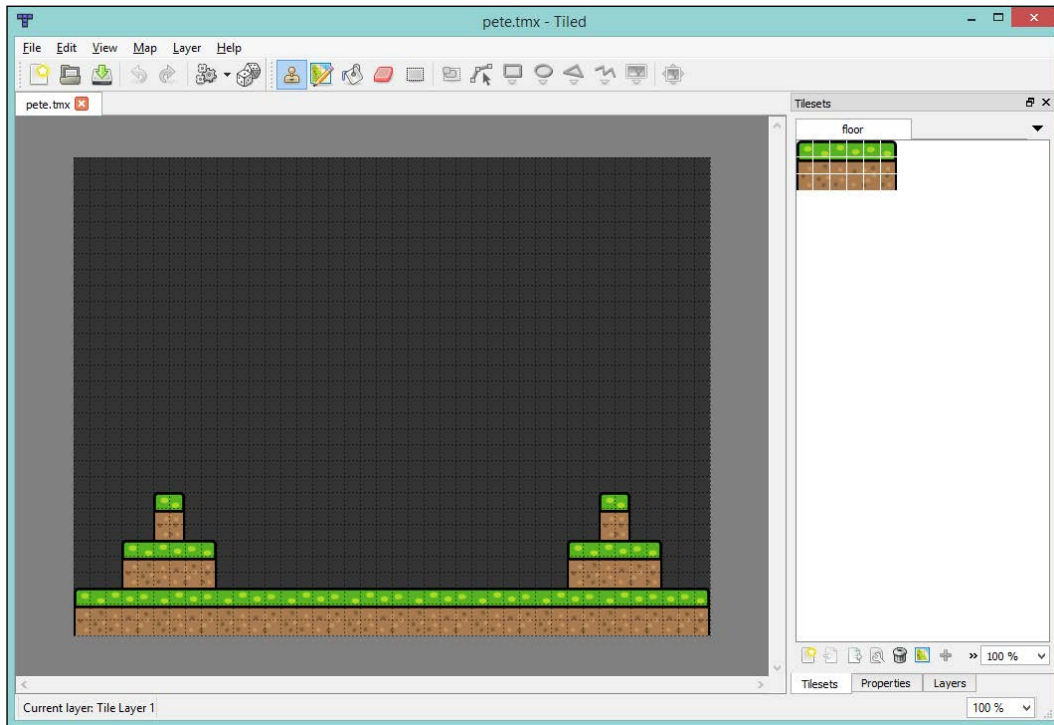 pete.tmx - Tiled
File Edit View Map Layer Help
pete.tmx
Tilesets
floor
» 100 %
Tilesets Properties Layers
Current layer: Tile Layer 1
100 %